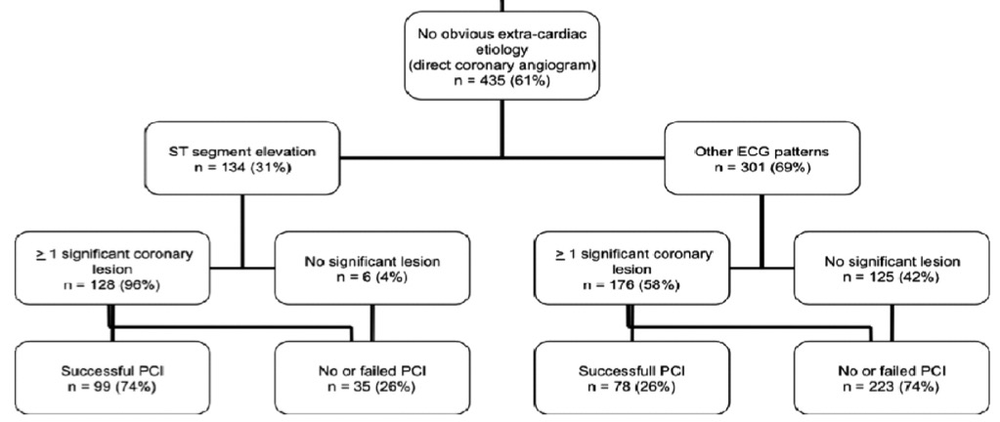 No obvious extra-cardiac
etiology
(direct coronary angiogram)
n = 435 (61%)
ST segment elevation
n = 134 (31%)
Other ECG patterns
n = 301 (69%)
≥ 1 significant coronary
lesion
n = 128 (96%)
No significant lesion
n = 6 (4%)
≥ 1 significant coronary
lesion
n = 176 (58%)
No significant lesion
n = 125 (42%)
Successful PCI
n = 99 (74%)
No or failed PCI
n = 35 (26%)
Successfull PCI
n = 78 (26%)
No or failed PCI
n = 223 (74%)